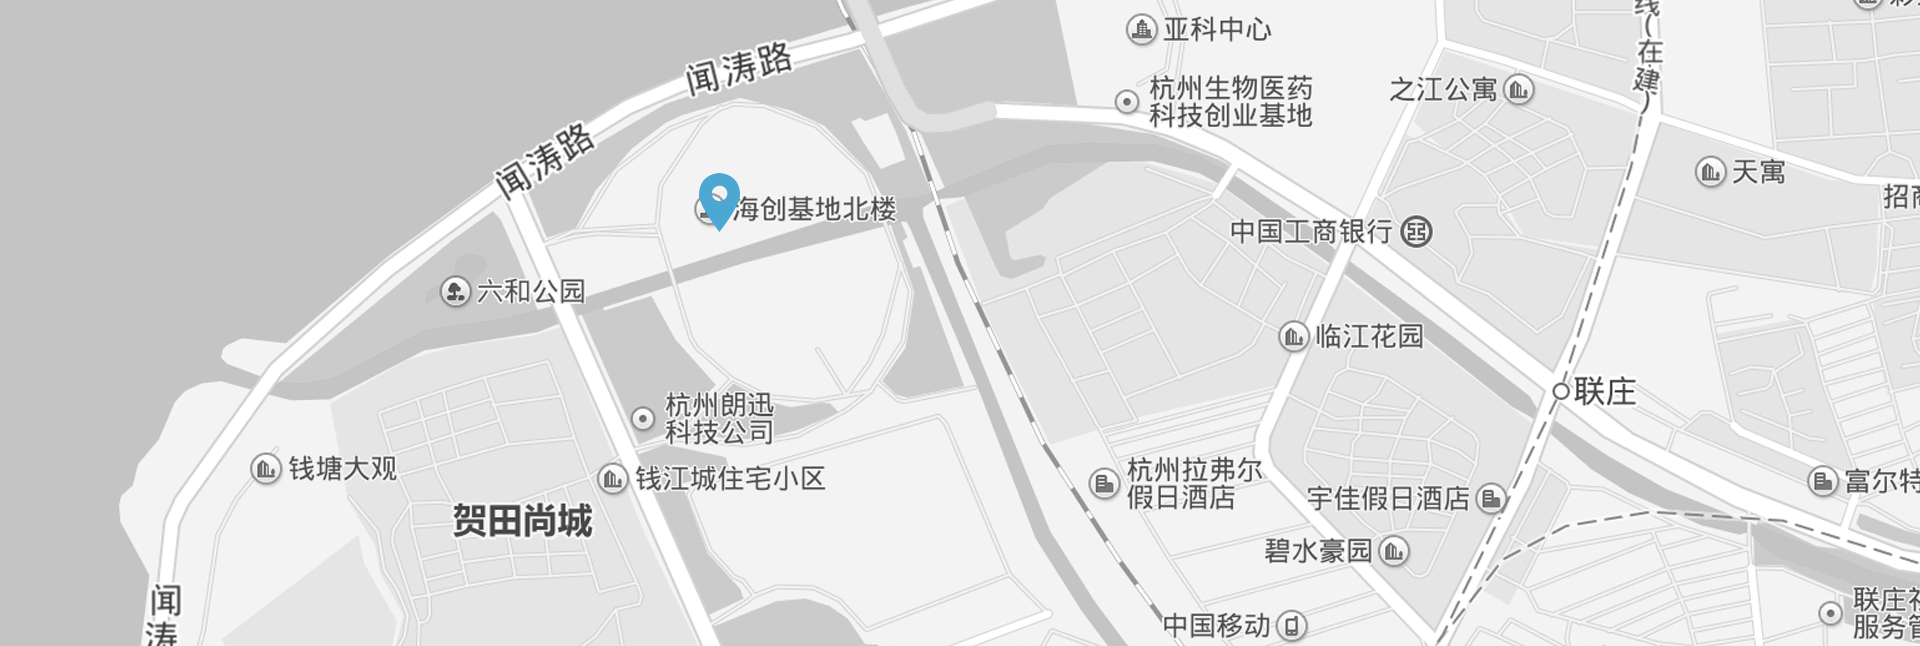 亚科中心
闻涛路
杭州生物医药
科技创业基地
之江公寓
线(在建)
闻涛路
天寓
海创基地北楼
中国工商银行
六和公园
临江花园
联庄
杭州朗迅
科技公司
钱塘大观
钱江城住宅小区
杭州拉弗尔
假日酒店
宇佳假日酒店
富尔特
贺田尚城
碧水豪园
闻涛
中国移动
联庄社
服务管